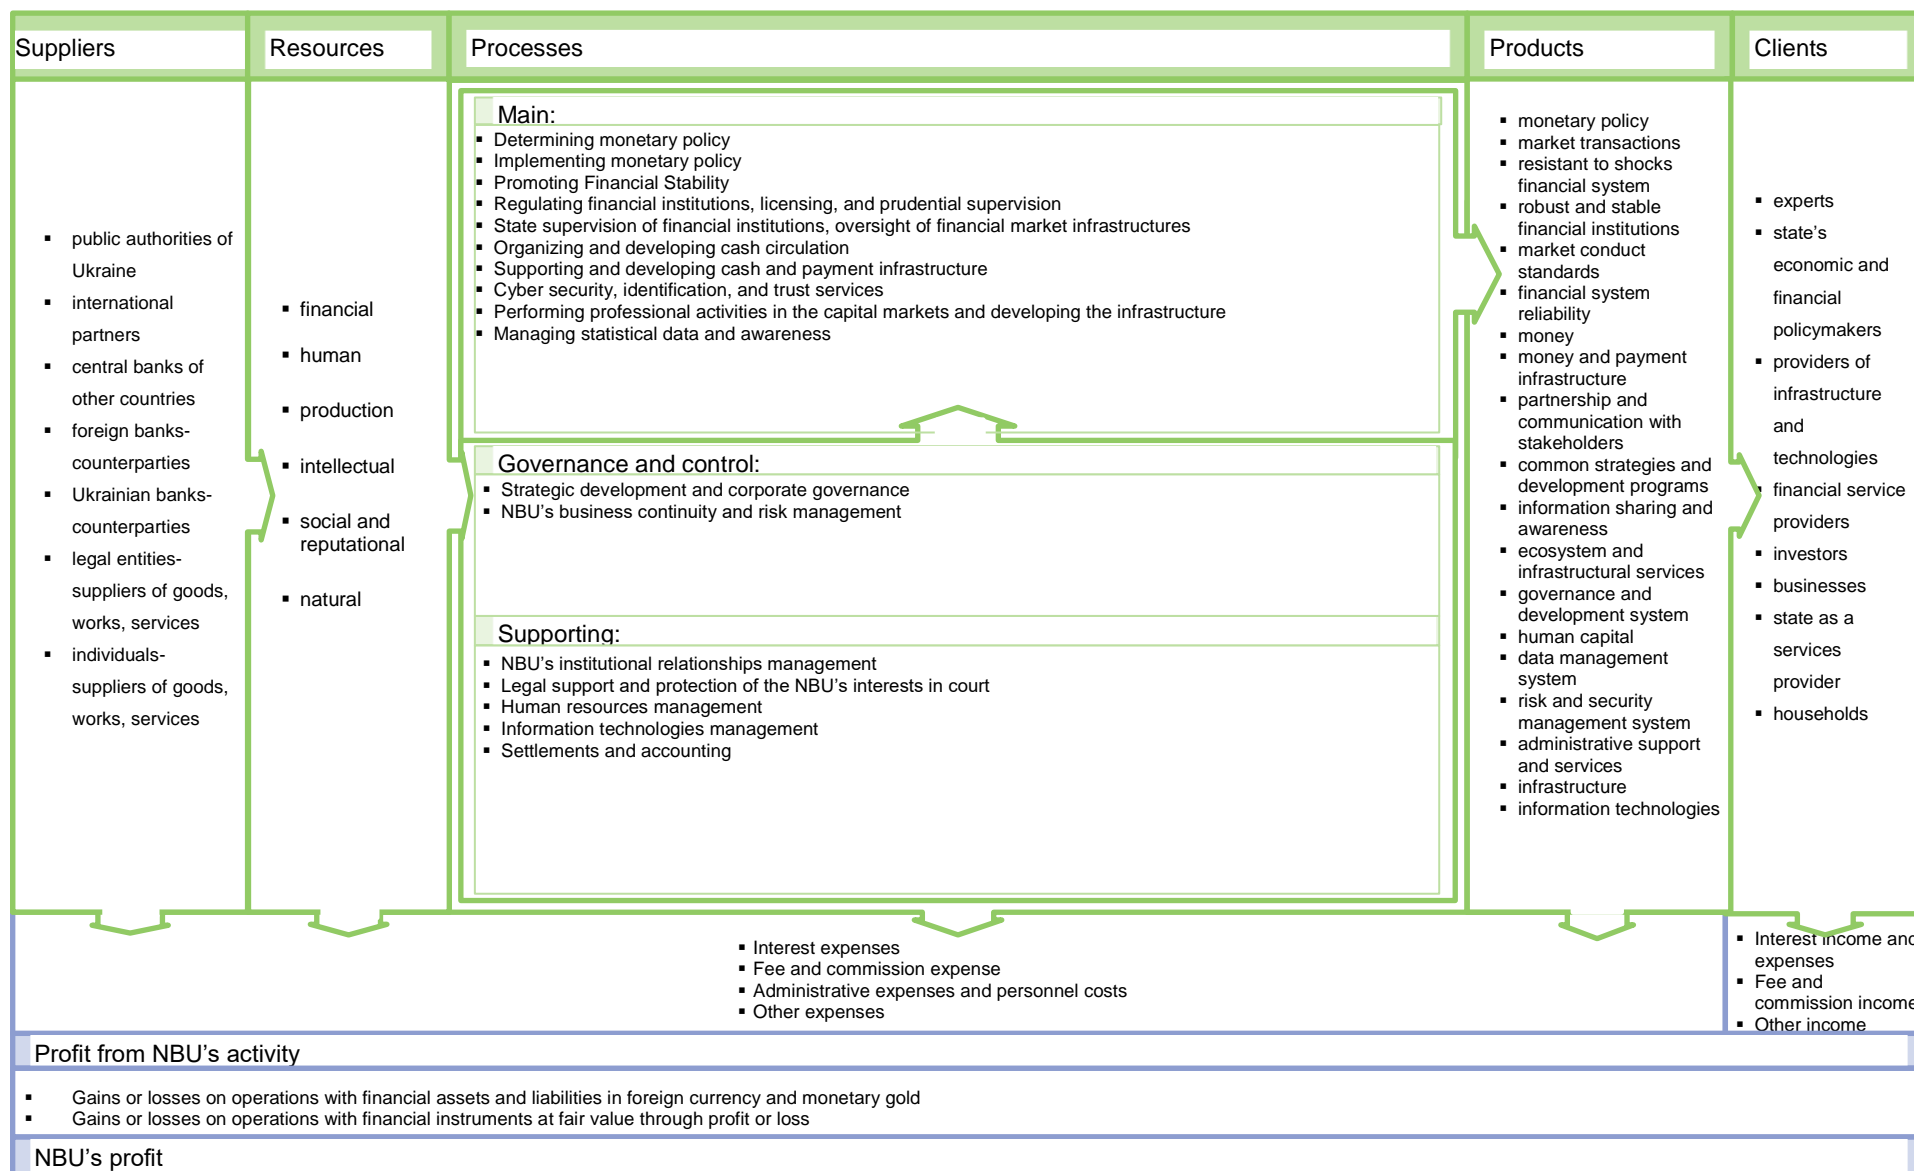 Suppliers
Resources
Processes
Products
Clients
▪ public authorities of
Ukraine
▪ international
partners
▪ central banks of
other countries
▪ foreign banks-
counterparties
▪ Ukrainian banks-
counterparties
▪ legal entities-
suppliers of goods,
works, services
▪ individuals-
suppliers of goods,
works, services
▪ financial
▪ human
▪ production
▪ intellectual
▪ social and
reputational
▪ natural
Main:
▪ Determining monetary policy
▪ Implementing monetary policy
▪ Promoting Financial Stability
▪ Regulating financial institutions, licensing, and prudential supervision
▪ State supervision of financial institutions, oversight of financial market infrastructures
▪ Organizing and developing cash circulation
▪ Supporting and developing cash and payment infrastructure
▪ Cyber security, identification, and trust services
▪ Performing professional activities in the capital markets and developing the infrastructure
▪ Managing statistical data and awareness
Governance and control:
▪ Strategic development and corporate governance
▪ NBU’s business continuity and risk management
Supporting:
▪ NBU’s institutional relationships management
▪ Legal support and protection of the NBU’s interests in court
▪ Human resources management
▪ Information technologies management
▪ Settlements and accounting
▪ monetary policy
▪ market transactions
▪ resistant to shocks
financial system
▪ robust and stable
financial institutions
▪ market conduct
standards
▪ financial system
reliability
▪ money
▪ money and payment
infrastructure
▪ partnership and
communication with
stakeholders
▪ common strategies and
development programs
▪ information sharing and
awareness
▪ ecosystem and
infrastructural services
▪ governance and
development system
▪ human capital
▪ data management
system
▪ risk and security
management system
▪ administrative support
and services
▪ infrastructure
▪ information technologies
▪ experts
▪ state’s
economic and
financial
policymakers
▪ providers of
infrastructure
and
technologies
▪ financial service
providers
▪ investors
▪ businesses
▪ state as a
services
provider
▪ households
▪ Interest expenses
▪ Fee and commission expense
▪ Administrative expenses and personnel costs
▪ Other expenses
▪ Interest income and
expenses
▪ Fee and
commission income
▪ Other income
Profit from NBU’s activity
▪ Gains or losses on operations with financial assets and liabilities in foreign currency and monetary gold
▪ Gains or losses on operations with financial instruments at fair value through profit or loss
NBU’s profit